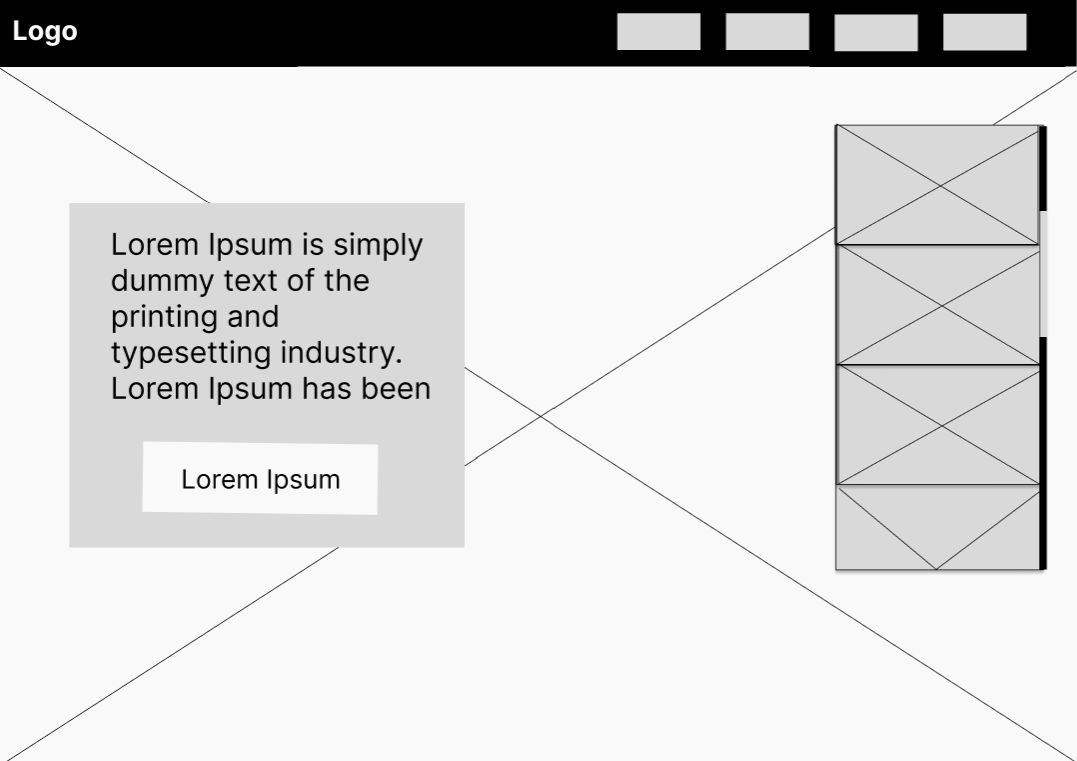 Logo
Lorem Ipsum is simply
dummy text of the
printing and
typesetting industry.
Lorem Ipsum has been
Lorem Ipsum